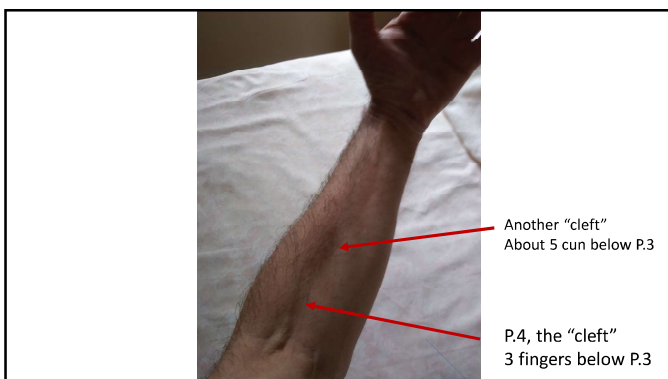 Another “cleft”
About 5 cun below P.3
P.4, the “cleft”
3 fingers below P.3